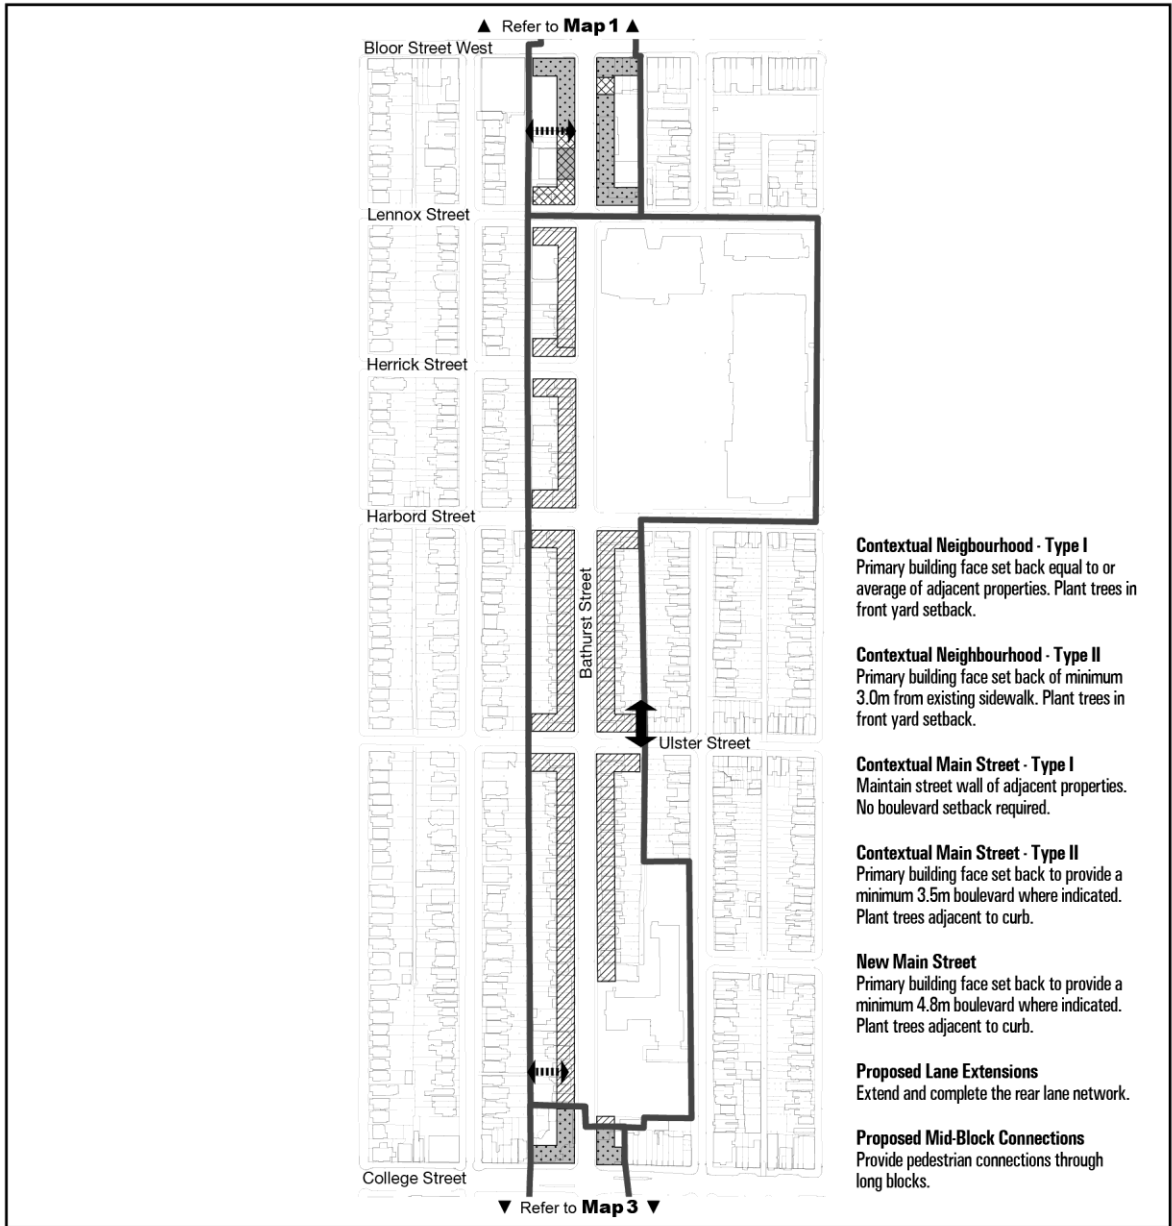 ▲ Refer to Map 1 ▲
Bloor Street West
Lennox Street
Herrick Street
Harbord Street
Bathurst Street
Ulster Street
College Street
▼ Refer to Map 3 ▼
Contextual Neigbourhood - Type I
Primary building face set back equal to or
average of adjacent properties. Plant trees in
front yard setback.
Contextual Neighbourhood - Type II
Primary building face set back of minimum
3.0m from existing sidewalk. Plant trees in
front yard setback.
Contextual Main Street - Type I
Maintain street wall of adjacent properties.
No boulevard setback required.
Contextual Main Street - Type II
Primary building face set back to provide a
minimum 3.5m boulevard where indicated.
Plant trees adjacent to curb.
New Main Street
Primary building face set back to provide a
minimum 4.8m boulevard where indicated.
Plant trees adjacent to curb.
Proposed Lane Extensions
Extend and complete the rear lane network.
Proposed Mid-Block Connections
Provide pedestrian connections through
long blocks.